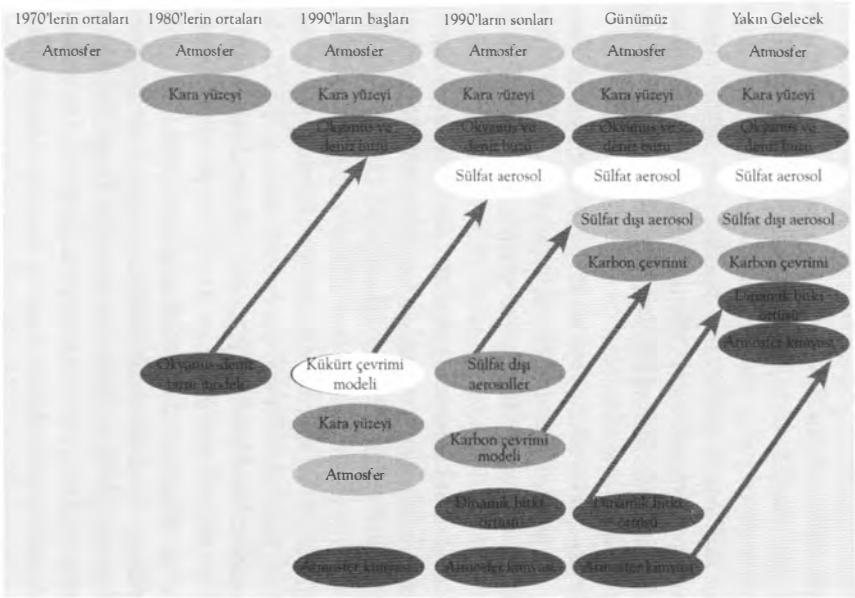 1970'lerin ortaları 1980'lerin ortaları 1990'ların başları 1990'ların sonları Günümüz Yakın Gelecek
Atmosfer Atmosfer Atmosfer Atmosfer Atmosfer Atmosfer
Kara yüzeyi Kara yüzeyi Kara yüzeyi Kara yüzeyi Kara yüzeyi
Okyanus ve Okyanus ve Okyanus ve Okyanus ve
deniz buzu deniz buzu deniz buzu deniz buzu
Sülfat aerosol Sülfat aerosol Sülfat aerosol
Sülfat dışı aerosol Sülfat dışı aerosol
Karbon çevrimi Karbon çevrimi
Dinamik bitki
örtüsü
Atmosfer kimyası
Okyanus-deniz Kükürt çevrimi Sülfat dışı
buzu modeli modeli aerosoller
Kara yüzeyi Karbon çevrimi
modeli
Atmosfer
Dinamik bitki Dinamik bitki
örtüsü örtüsü
Atmosfer kimyası Atmosfer kimyası Atmosfer kimyası